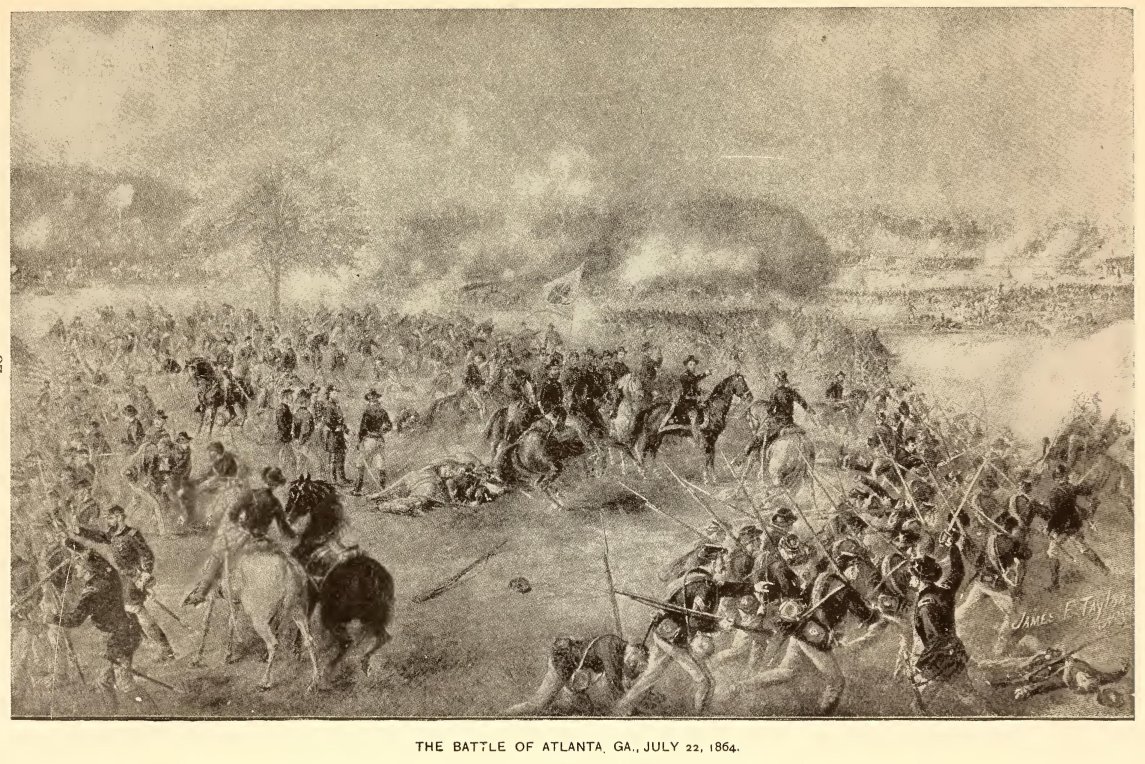 JAMES E. TAYLOR
THE BATTLE OF ATLANTA, GA., JULY 22, 1864.